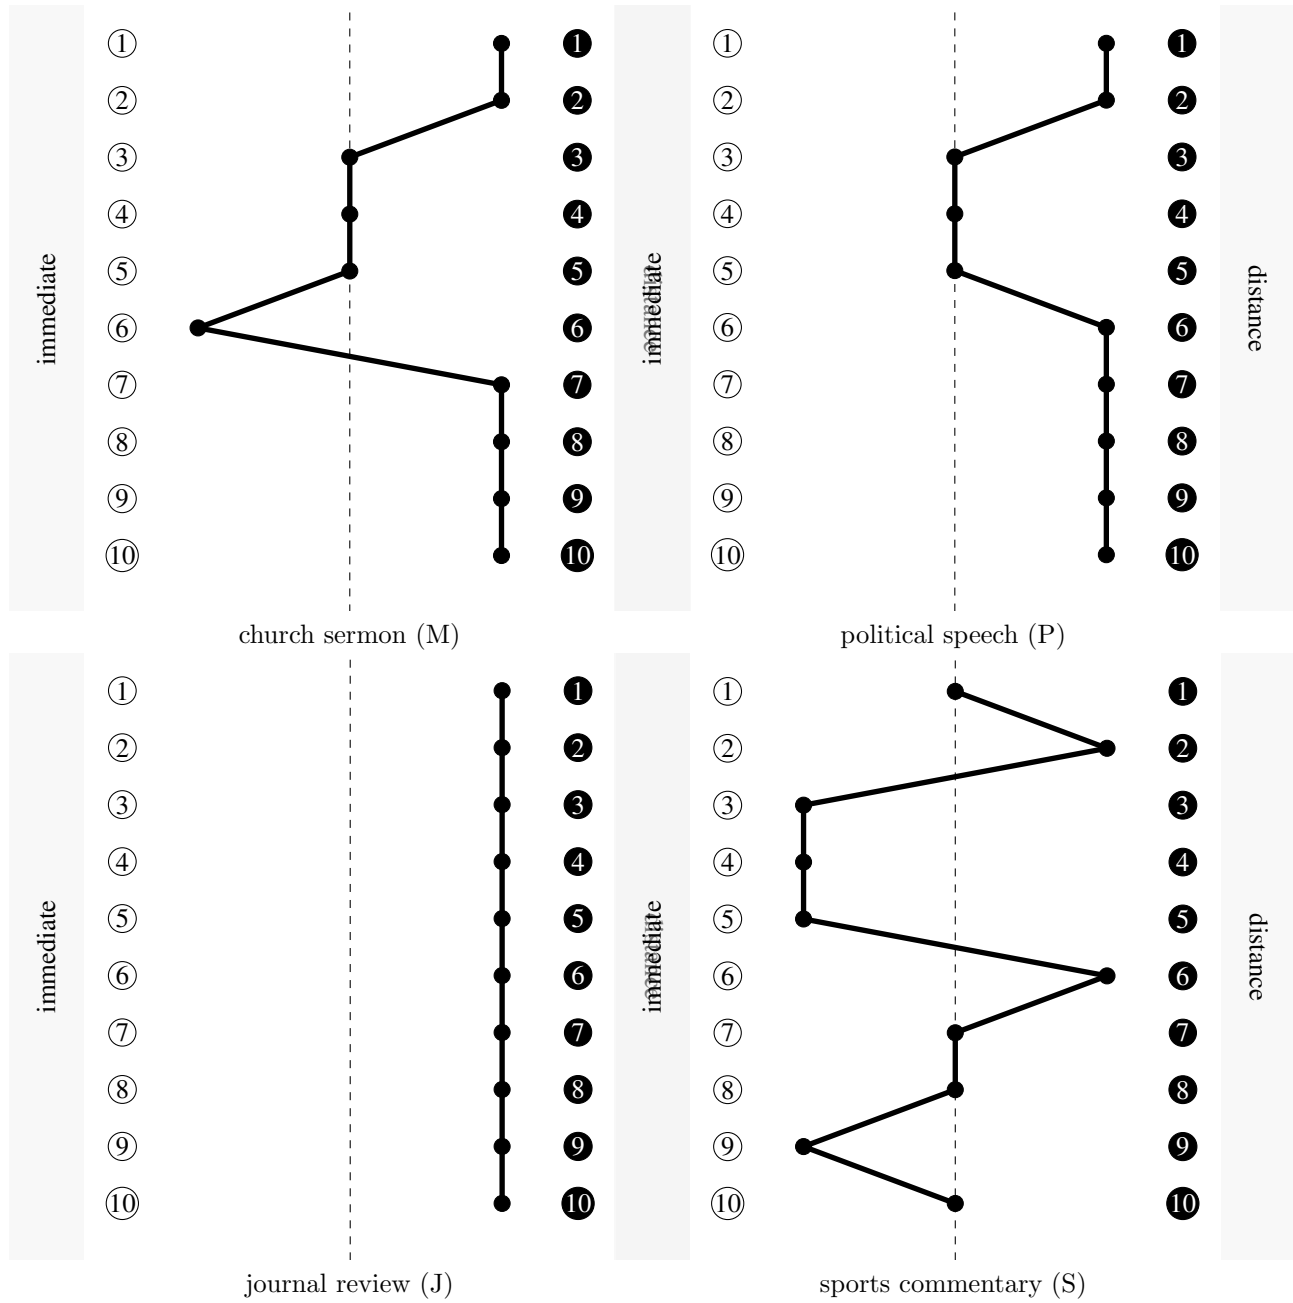 ① ❶ ① ❶
② ❷ ② ❷
③ ❸ ③ ❸
④ ❹ ④ ❹
⑤ ❺ ⑤ ❺
immediate immediate distance
⑥ ❻ ⑥ ❻
⑦ ❼ ⑦ ❼
⑧ ❽ ⑧ ❽
⑨ ❾ ⑨ ❾
⑩ ❿ ⑩ ❿
church sermon (M) political speech (P)
① ❶ ① ❶
② ❷ ② ❷
③ ❸ ③ ❸
④ ❹ ④ ❹
⑤ ❺ ⑤ ❺
immediate immediate distance
⑥ ❻ ⑥ ❻
⑦ ❼ ⑦ ❼
⑧ ❽ ⑧ ❽
⑨ ❾ ⑨ ❾
⑩ ❿ ⑩ ❿
journal review (J) sports commentary (S)